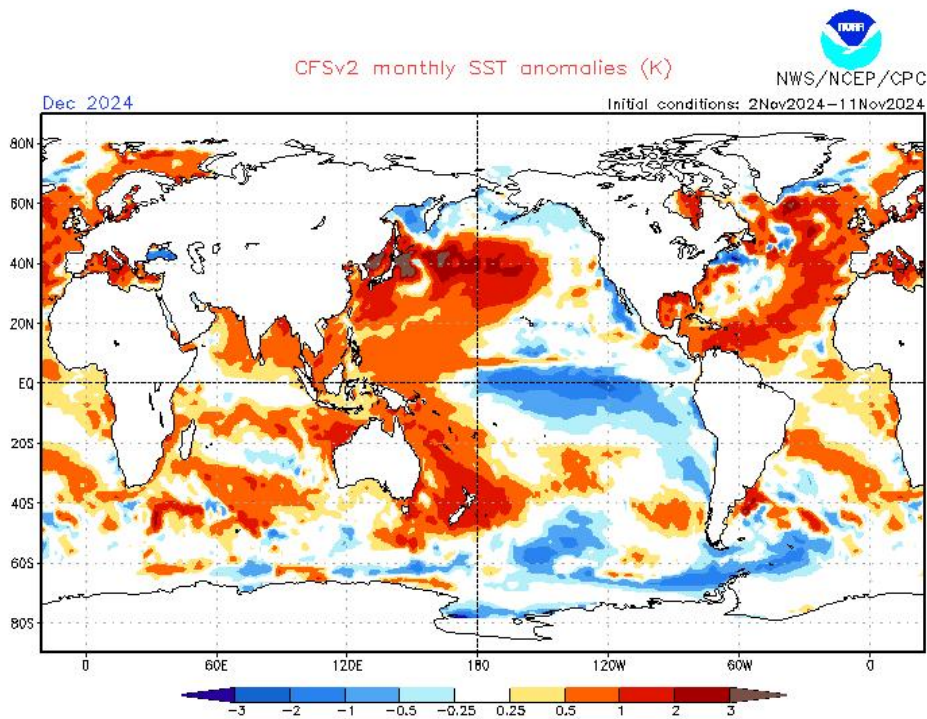 NOAA
CFSv2 monthly SST anomalies (K)
NWS/NCEP/CPC
Dec 2024
Initial conditions: 2Nov2024-11Nov2024
80N
60N
40N
20N
EQ
20S
40S
60S
80S
0 60E 120E 180 120W 60W 0
-3 -2 -1 -0.5 -0.25 0.25 0.5 1 2 3